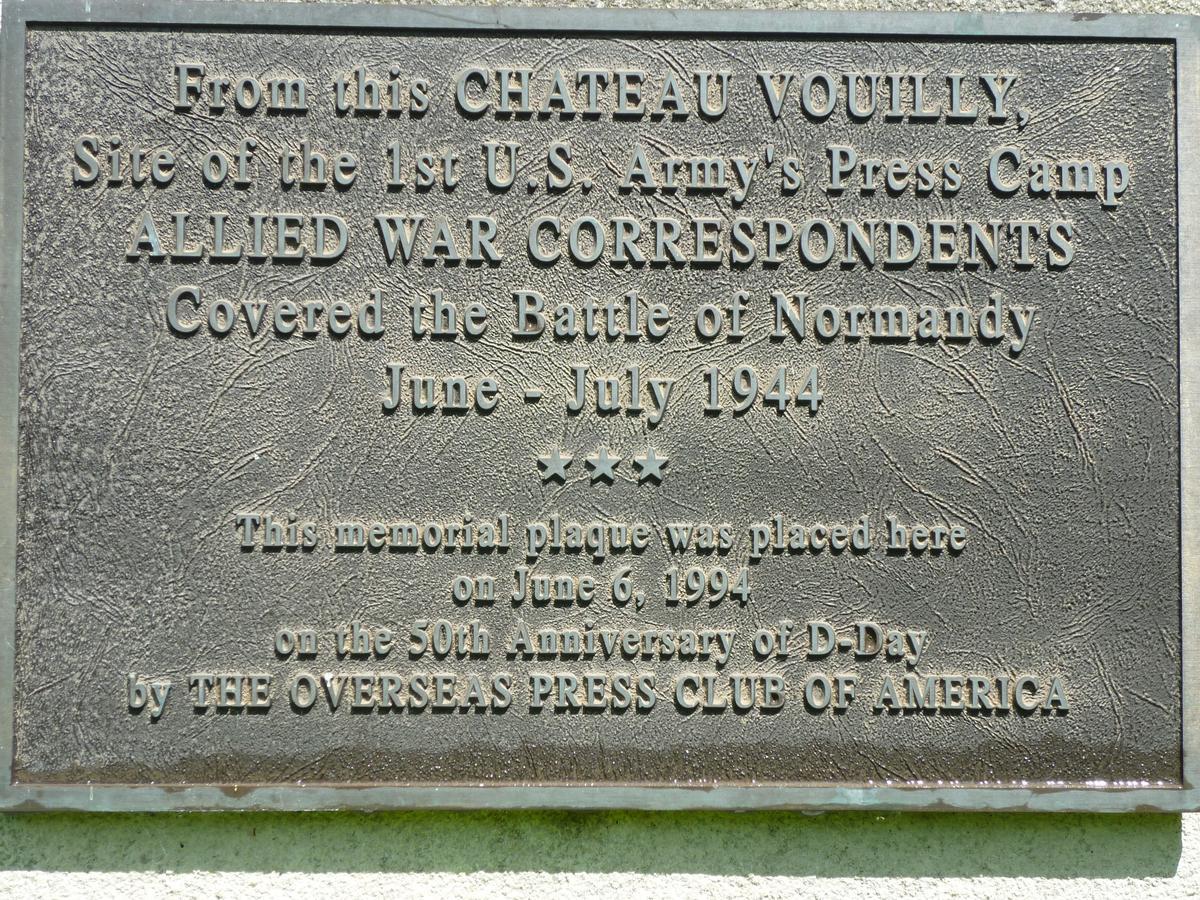 From this CHATEAU VOUILLY,
Site of the 1st U.S. Army's Press Camp
ALLIED WAR CORRESPONDENTS
Covered the Battle of Normandy
June - July 1944
★★★
This memorial plaque was placed here
on June 6, 1994
on the 50th Anniversary of D-Day
by THE OVERSEAS PRESS CLUB OF AMERICA